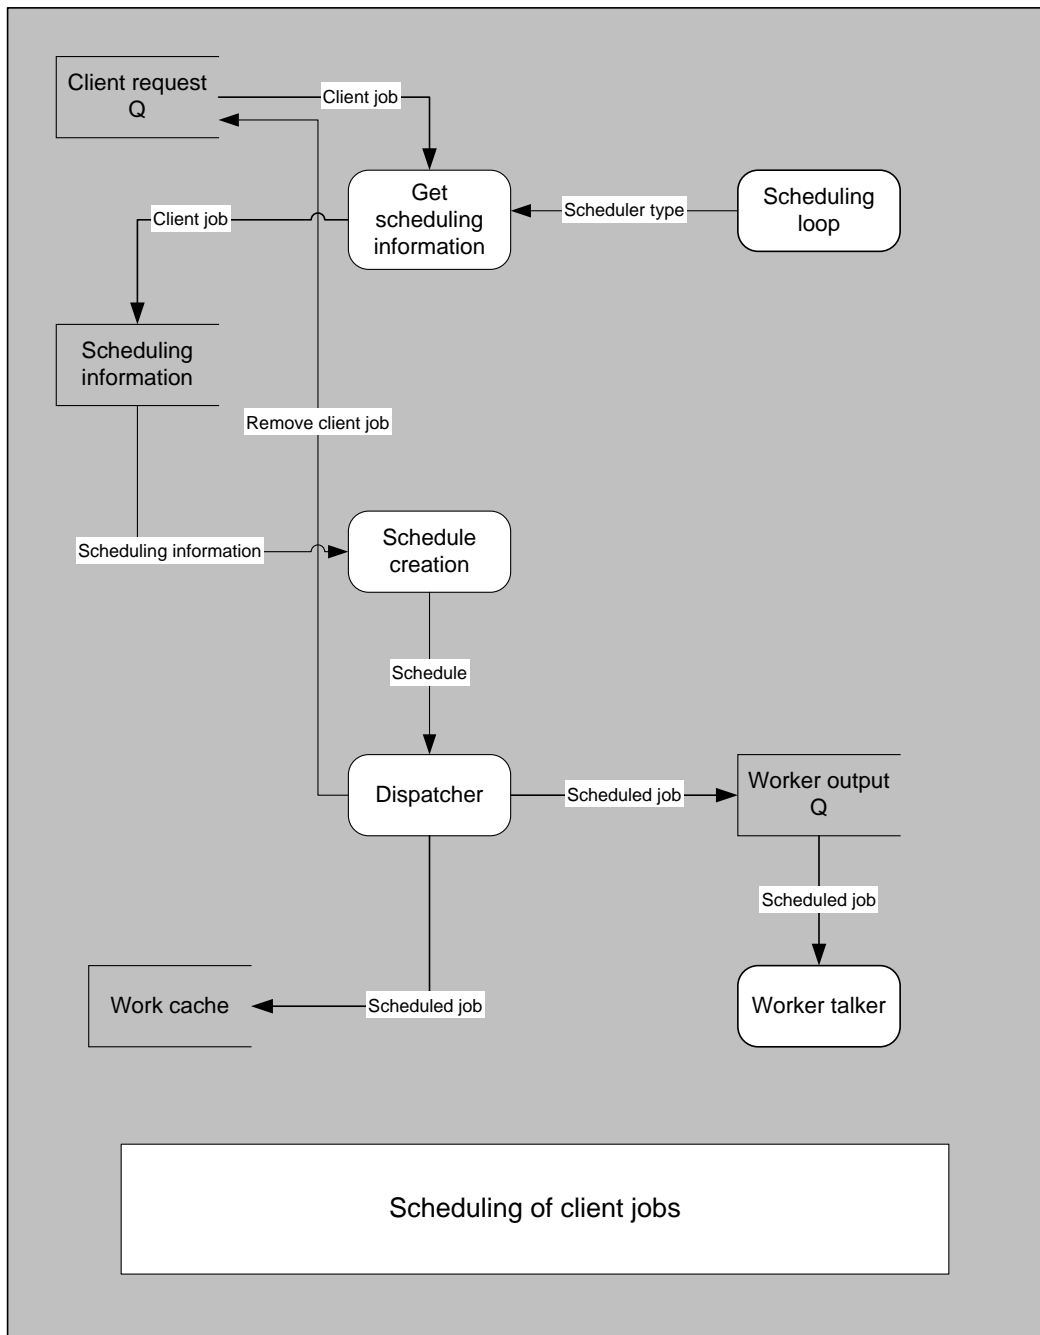 Client request
Q
Client job
Get
scheduling
information
Scheduler type
Scheduling
loop
Client job
Scheduling
information
Remove client job
Scheduling information
Schedule
creation
Schedule
Dispatcher
Scheduled job
Worker output
Q
Scheduled job
Work cache
Scheduled job
Worker talker
Scheduling of client jobs